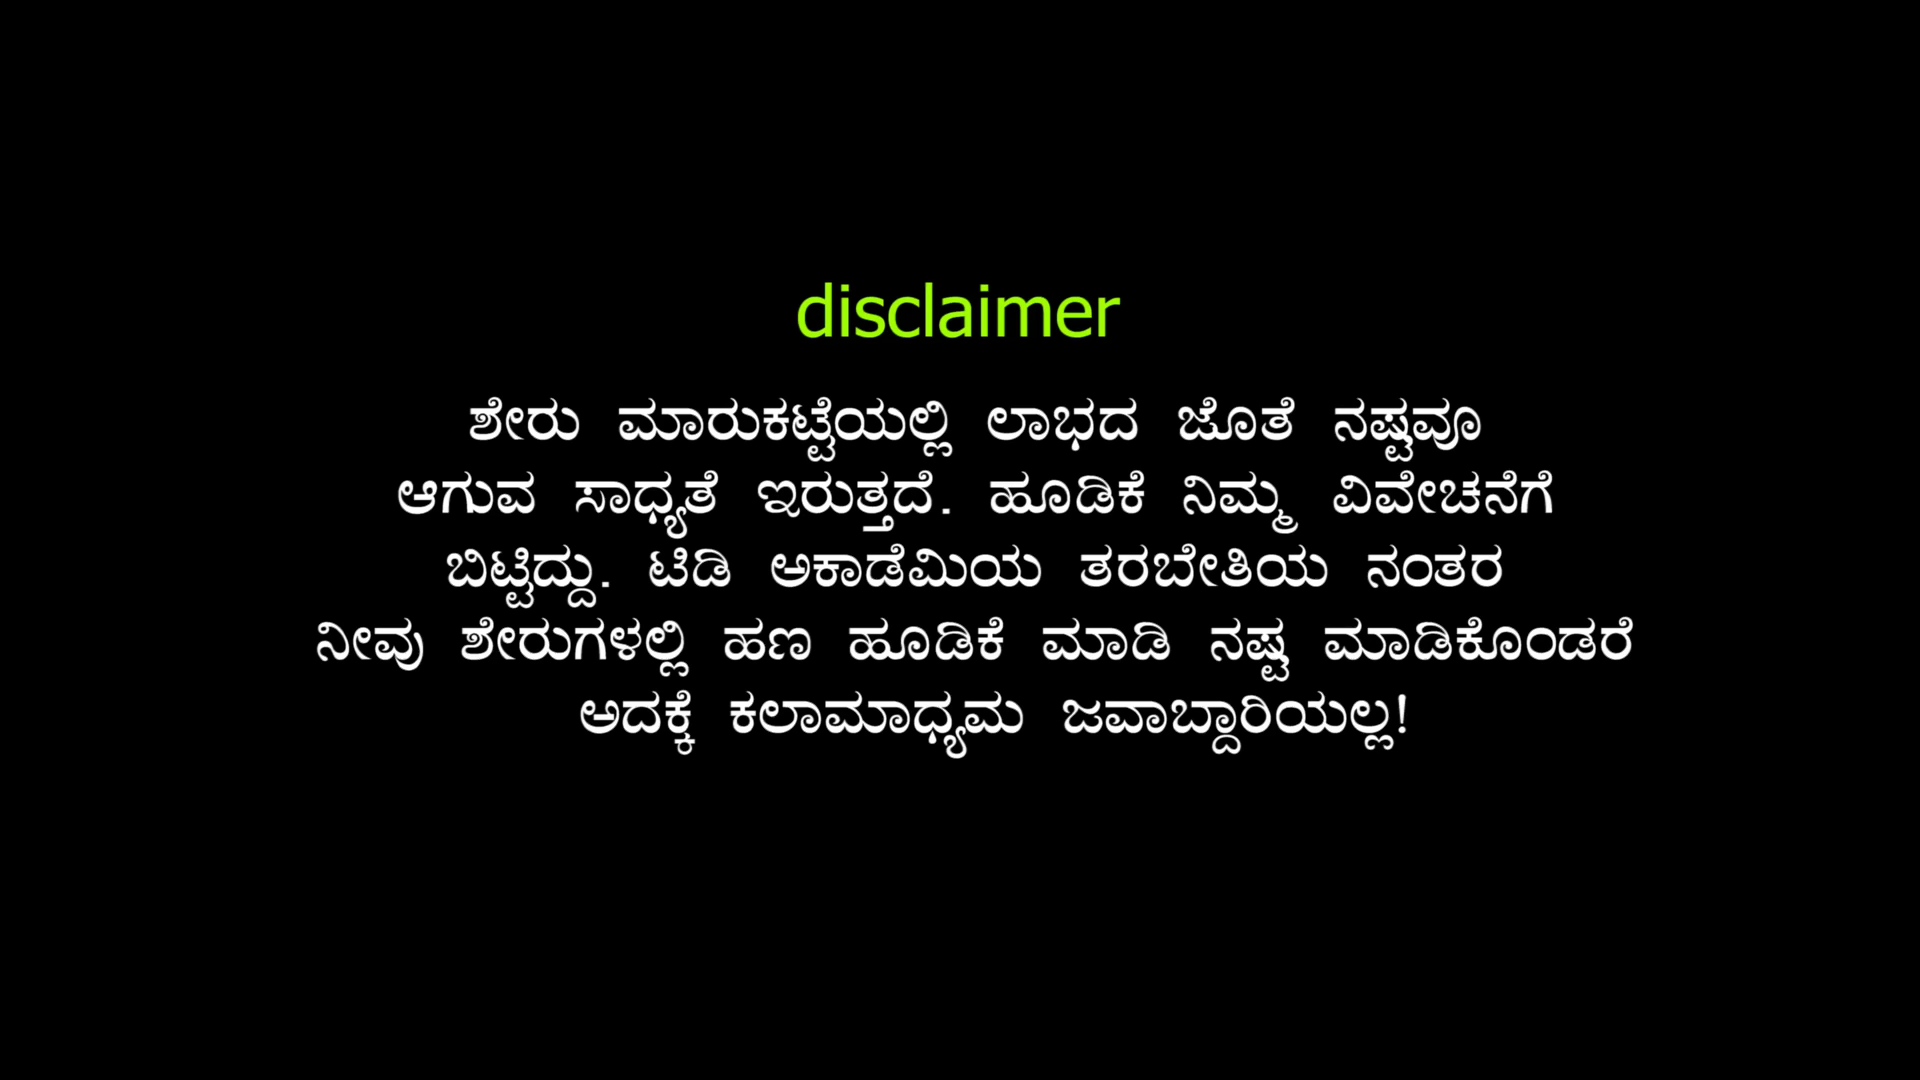 disclaimer
ಶೇರು ಮಾರುಕಟ್ಟೆಯಲ್ಲಿ ಲಾಭದ ಜೊತೆ ನಷ್ಟವೂ
ಆಗುವ ಸಾಧ್ಯತೆ ಇರುತ್ತದೆ. ಹೂಡಿಕೆ ನಿಮ್ಮ ವಿವೇಚನೆಗೆ
ಬಿಟ್ಟಿದ್ದು. ಟಿಡಿ ಅಕಾಡೆಮಿಯ ತರಬೇತಿಯ ನಂತರ
ನೀವು ಶೇರುಗಳಲ್ಲಿ ಹಣ ಹೂಡಿಕೆ ಮಾಡಿ ನಷ್ಟ ಮಾಡಿಕೊಂಡರೆ
ಅದಕ್ಕೆ ಕಲಾಮಾಧ್ಯಮ ಜವಾಬ್ದಾರಿಯಲ್ಲ!